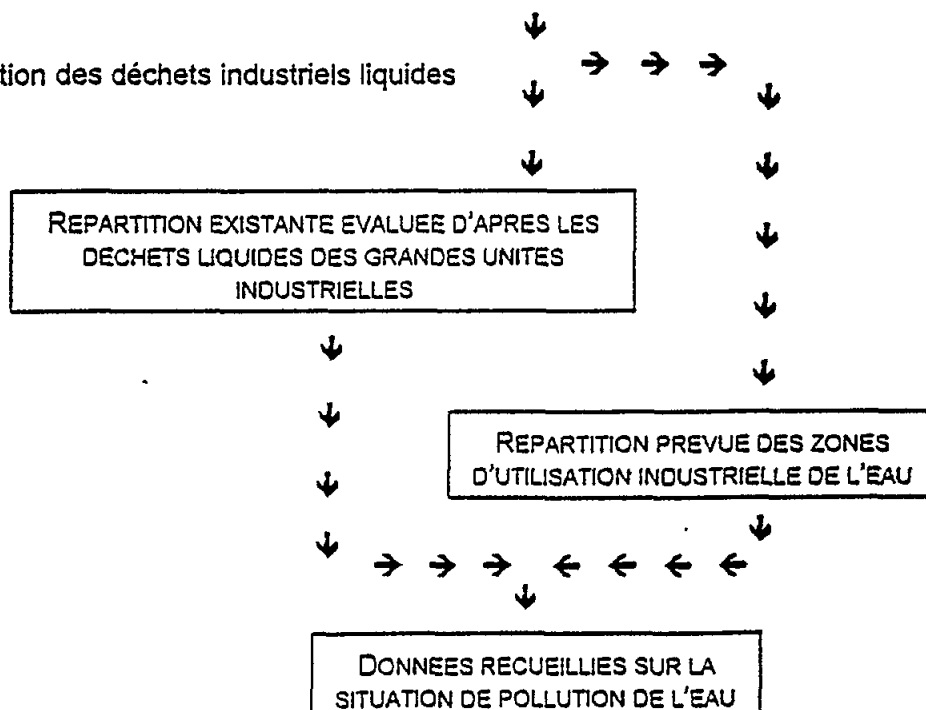 tion des déchets industriels liquides
REPARTITION EXISTANTE EVALUEE D'APRES LES
DECHETS LIQUIDES DES GRANDES UNITES
INDUSTRIELLES
REPARTITION PREVUE DES ZONES
D'UTILISATION INDUSTRIELLE DE L'EAU
DONNEES RECUEILLIES SUR LA
SITUATION DE POLLUTION DE L'EAU